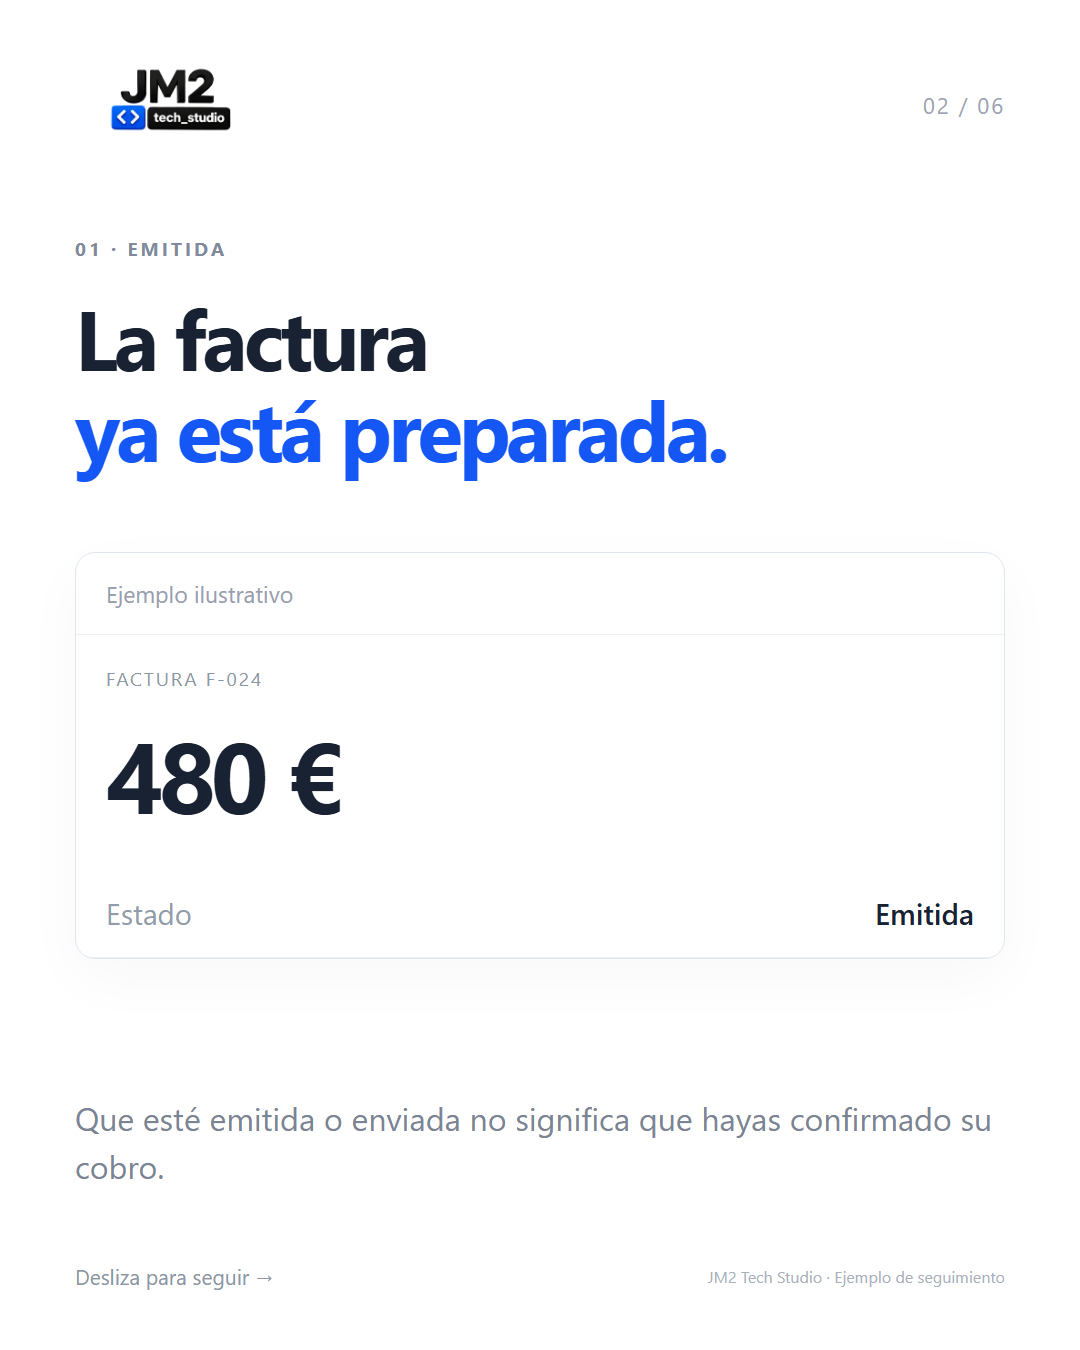 JM2
<> tech_studio
02 / 06
01 · EMITIDA
La factura
ya está preparada.
Ejemplo ilustrativo
FACTURA F-024
480 €
Estado
Emitida
Que esté emitida o enviada no significa que hayas confirmado su
cobro.
Desliza para seguir →
JM2 Tech Studio · Ejemplo de seguimiento